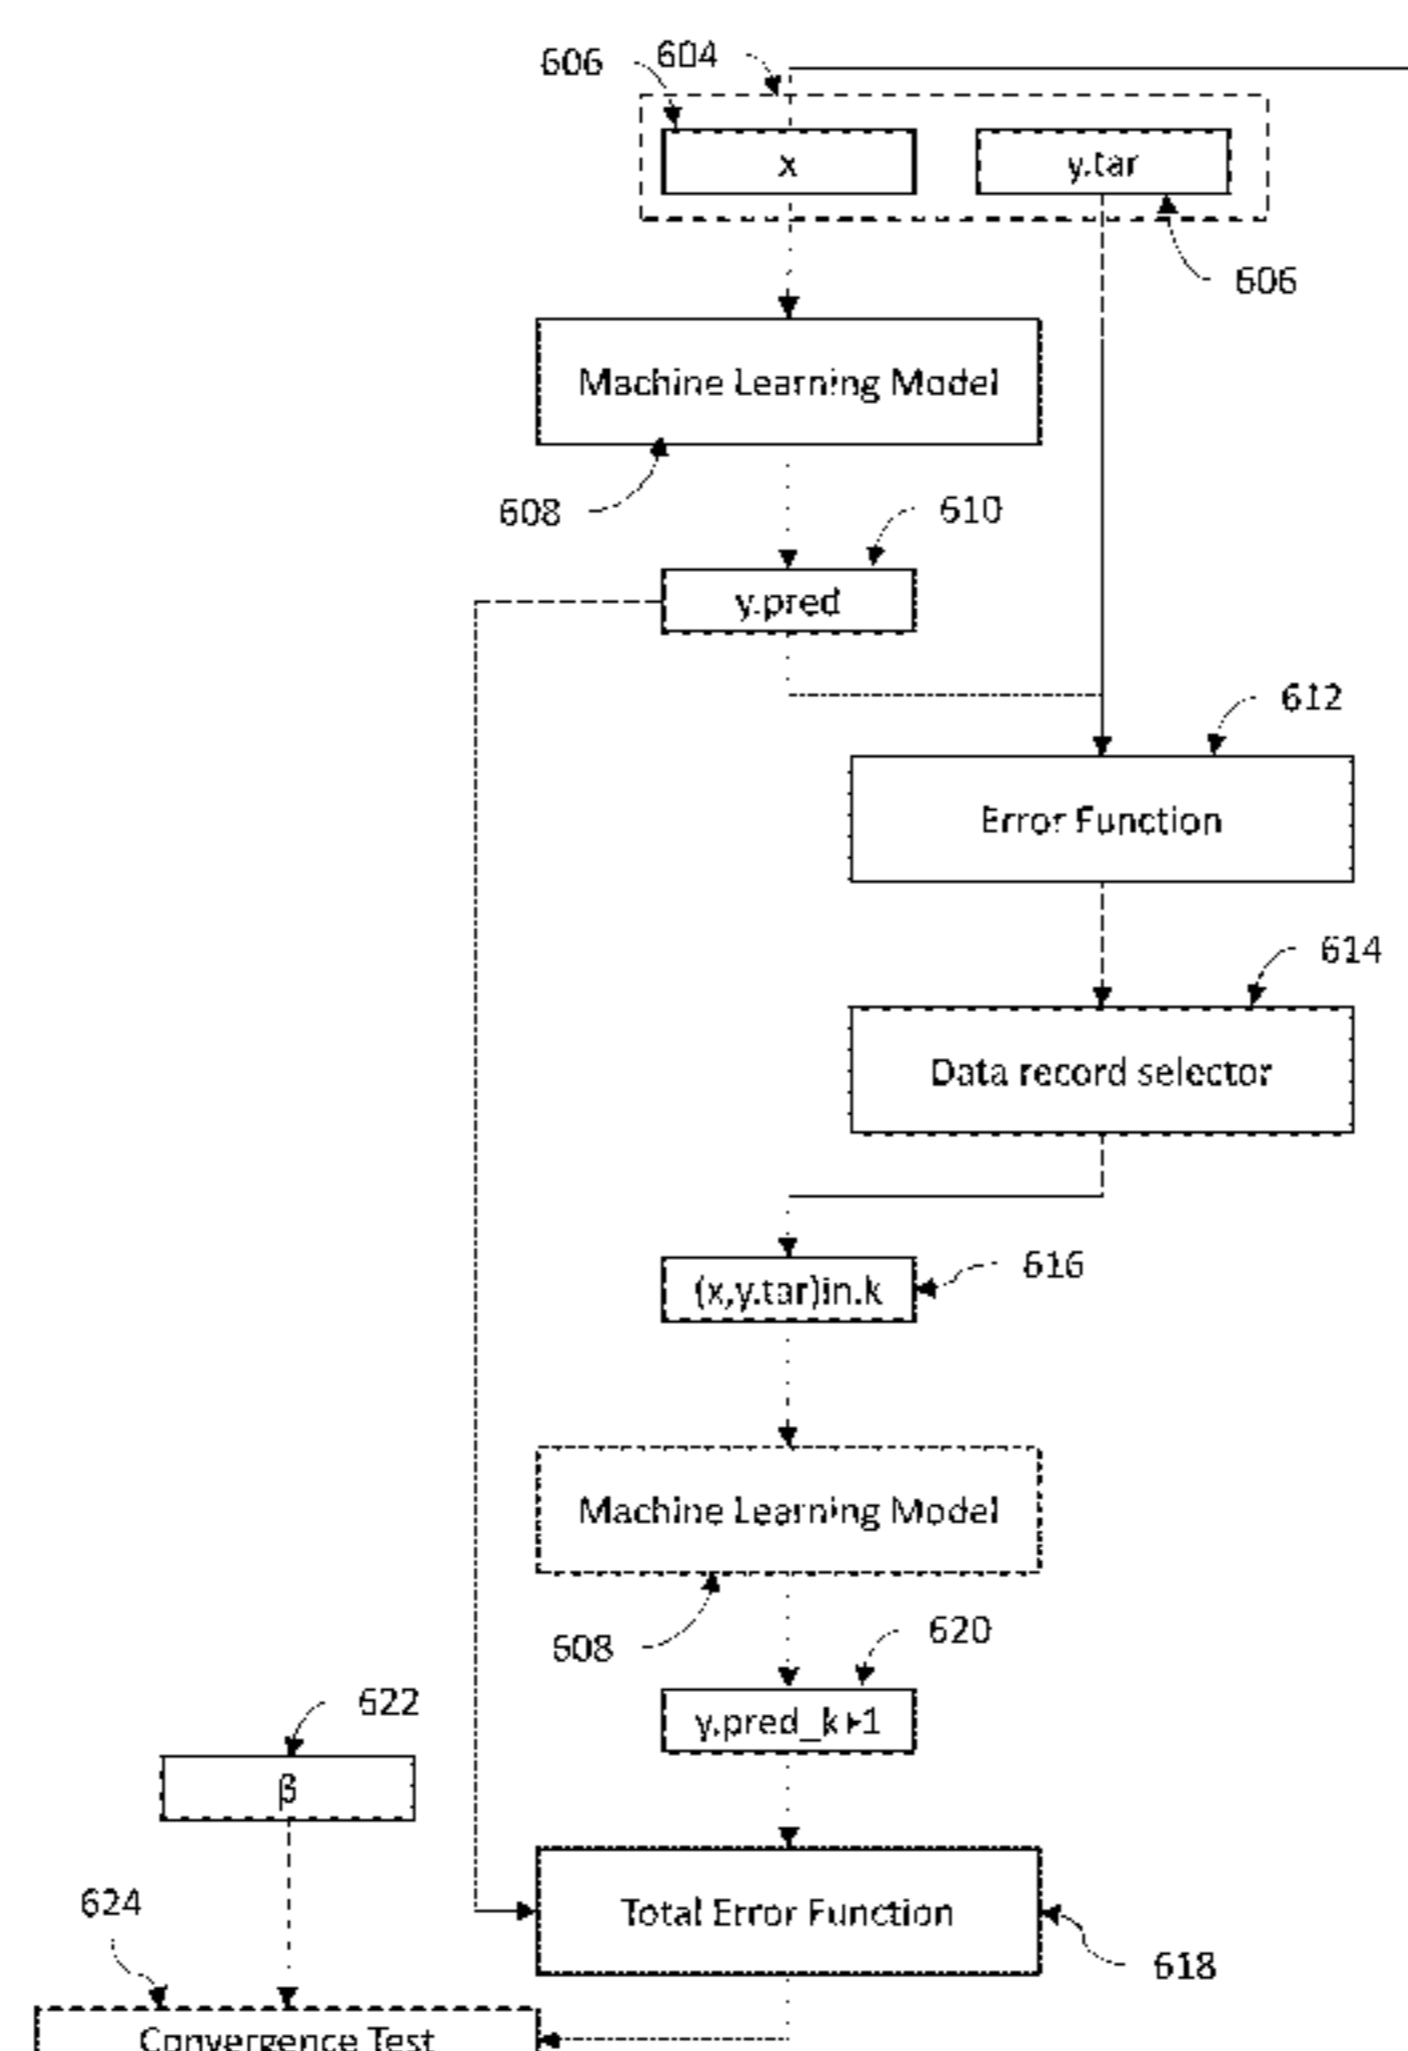 606 604
x
y.tar
606
Machine Learning Model
608
610
y.pred
612
Error Function
614
Data record selector
(x,y.tar)in.k
616
Machine Learning Model
608
620
y.pred_k+1
622
β
624
Total Error Function
618
Convergence Test